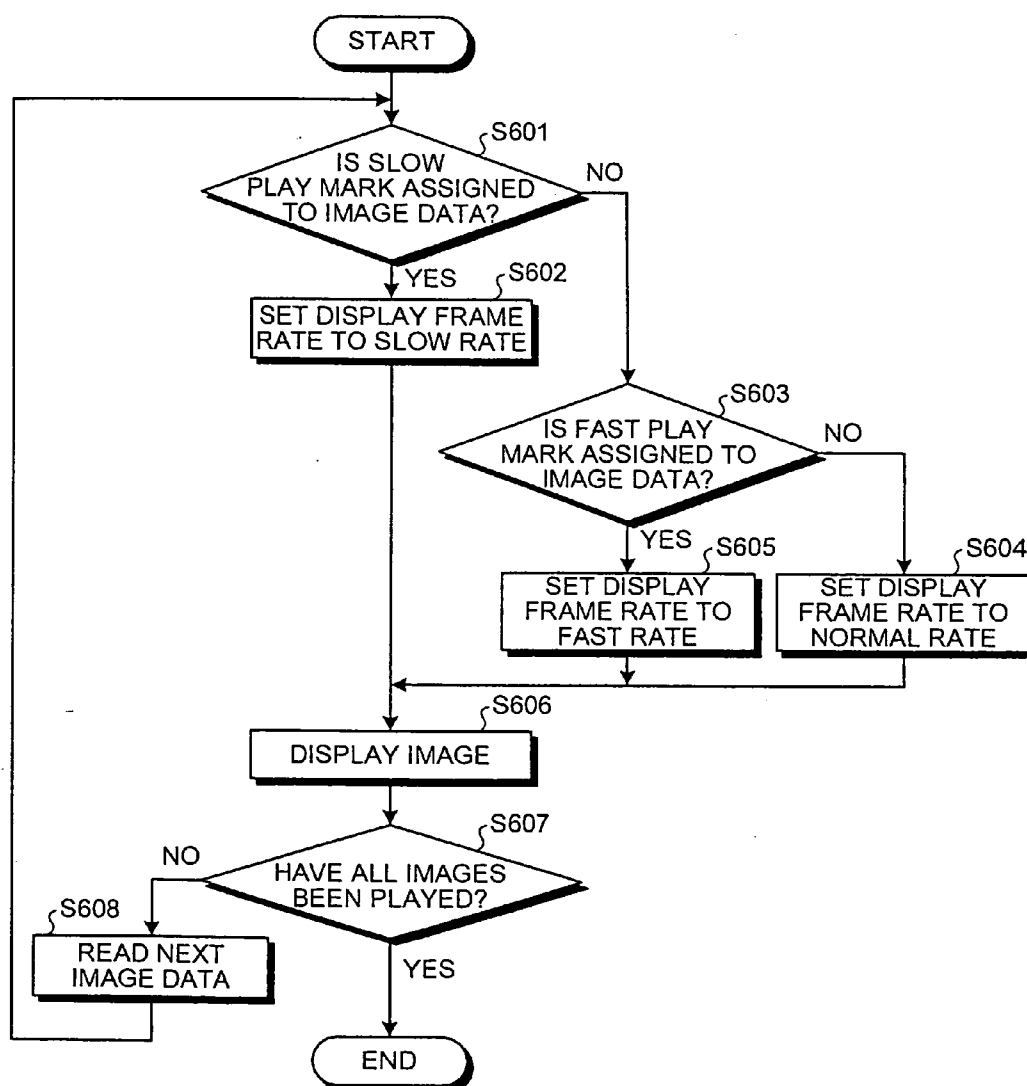 START
S601
IS SLOW
PLAY MARK ASSIGNED
TO IMAGE DATA?
NO
YES
S602
SET DISPLAY FRAME
RATE TO SLOW RATE
S603
IS FAST PLAY
MARK ASSIGNED TO
IMAGE DATA?
NO
YES
S605
SET DISPLAY
FRAME RATE TO
FAST RATE
S604
SET DISPLAY
FRAME RATE TO
NORMAL RATE
S606
DISPLAY IMAGE
S607
HAVE ALL IMAGES
BEEN PLAYED?
NO
S608
READ NEXT
IMAGE DATA
YES
END